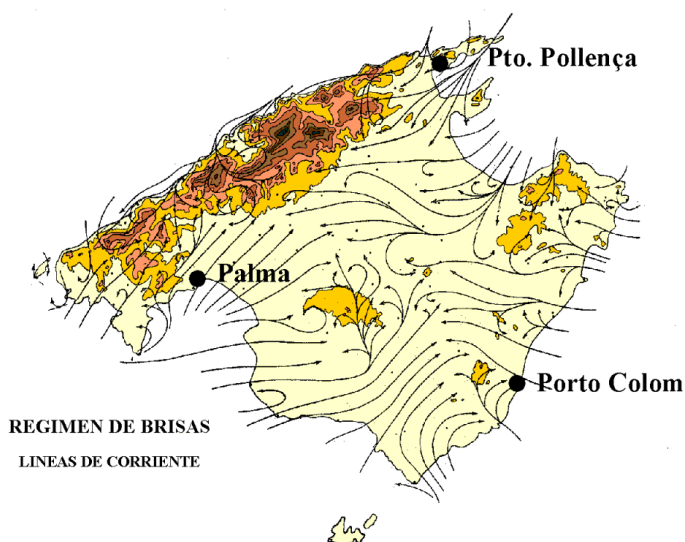 Pto. Pollença
Palma
Porto Colom
REGIMEN DE BRISAS
LINEAS DE CORRIENTE